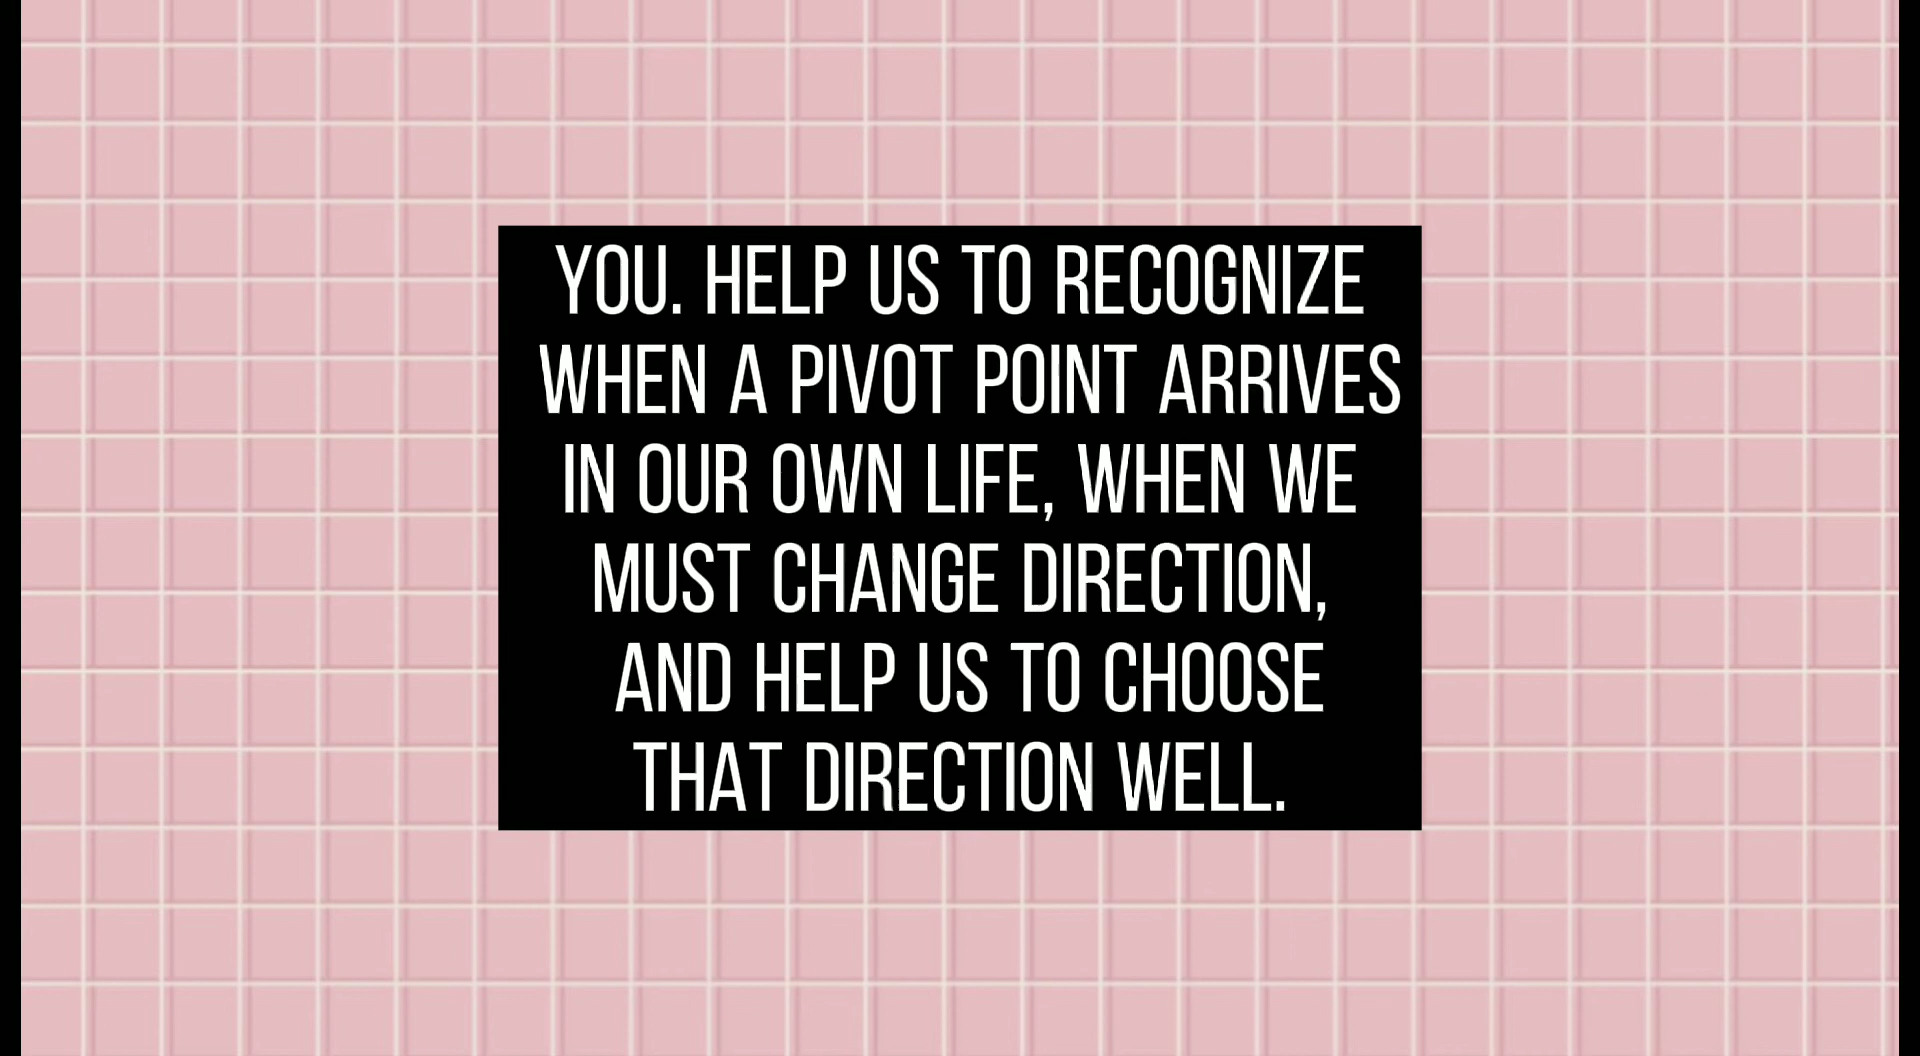 YOU. HELP US TO RECOGNIZE
WHEN A PIVOT POINT ARRIVES
IN OUR OWN LIFE, WHEN WE
MUST CHANGE DIRECTION,
AND HELP US TO CHOOSE
THAT DIRECTION WELL.